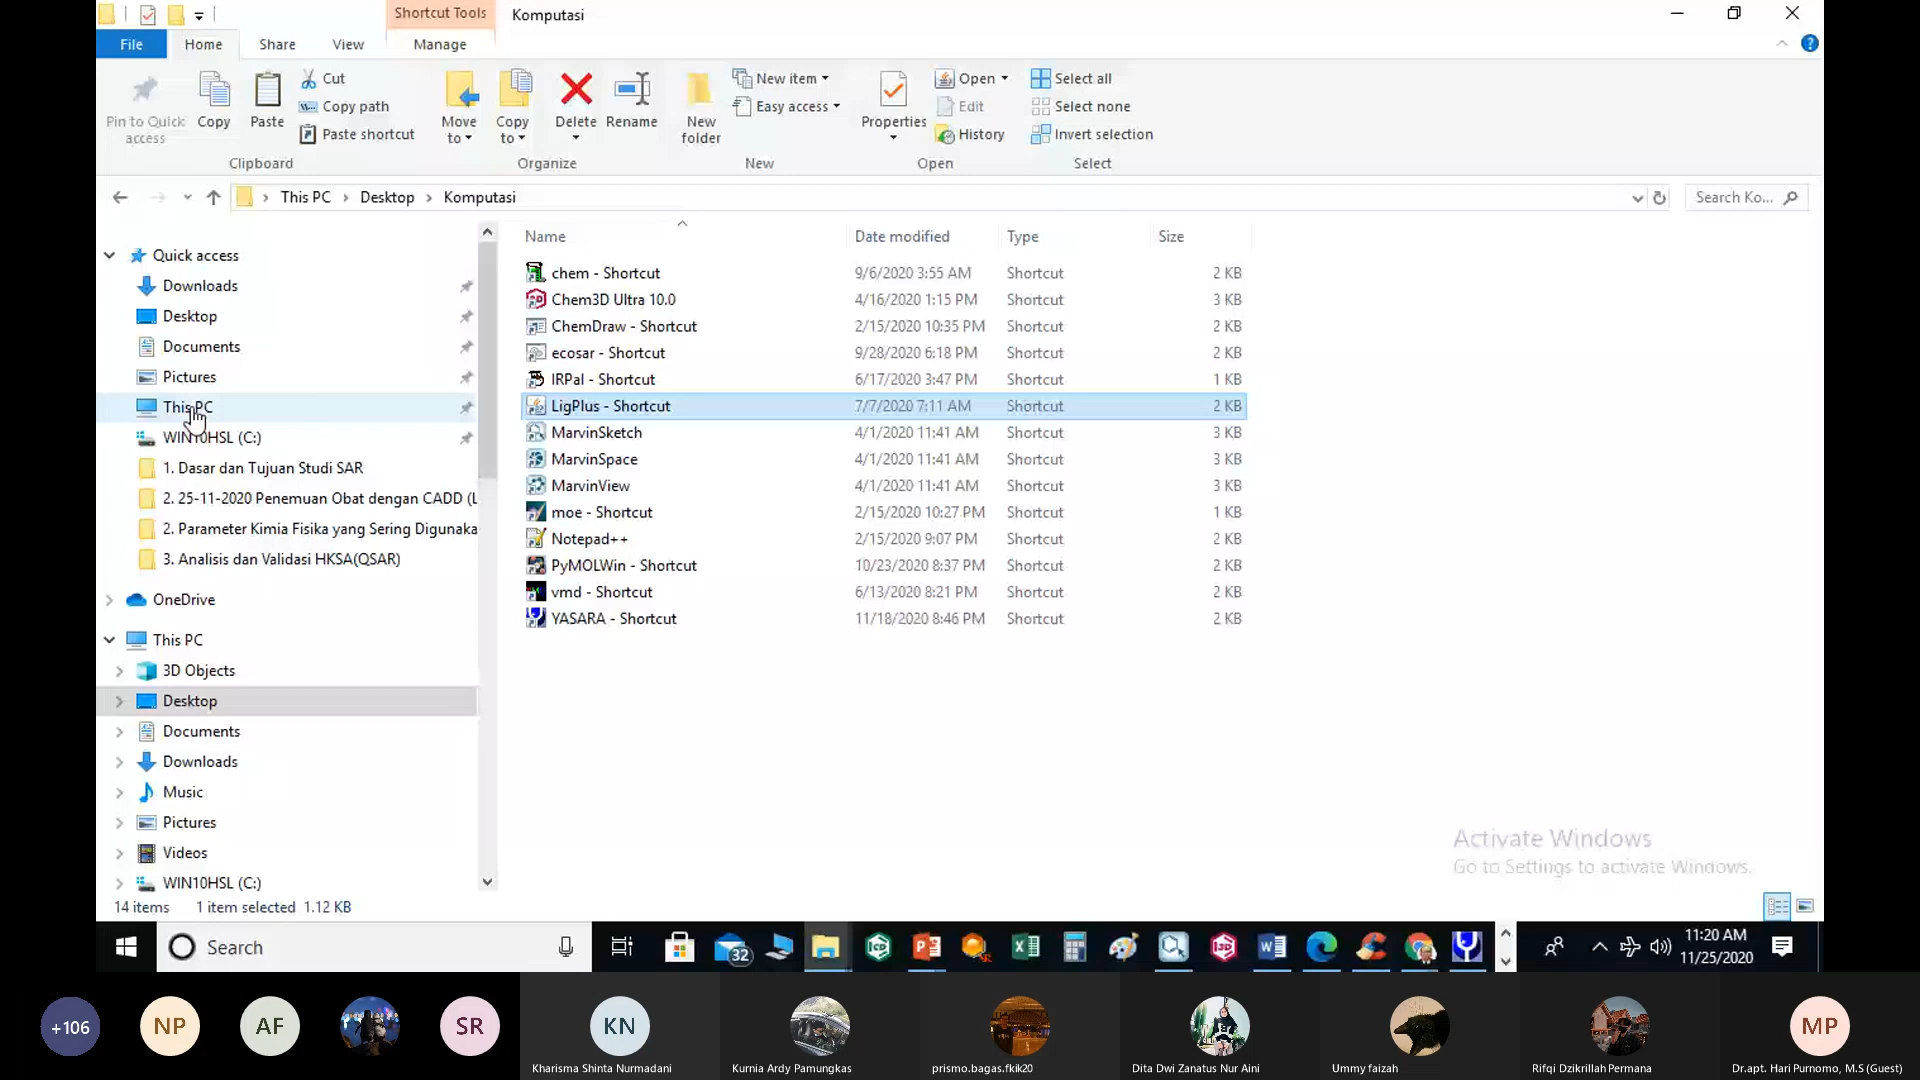 Shortcut Tools
Komputasi
File
Home
Share
View
Manage
Pin to Quick access
Copy
Paste
Cut
Copy path
Paste shortcut
Clipboard
Move to
Copy to
Delete
Rename
Organize
New folder
New item
Easy access
New
Properties
Open
Edit
History
Open
Select all
Select none
Invert selection
Select
This PC
Desktop
Komputasi
Search Ko...
Quick access
Downloads
Desktop
Documents
Pictures
This PC
WIN10HSL (C:)
1. Dasar dan Tujuan Studi SAR
2. 25-11-2020 Penemuan Obat dengan CADD (L
2. Parameter Kimia Fisika yang Sering Digunaka
3. Analisis dan Validasi HKSA(QSAR)
OneDrive
This PC
3D Objects
Desktop
Documents
Downloads
Music
Pictures
Videos
WIN10HSL (C:)
Name Date modified Type Size
chem - Shortcut 9/6/2020 3:55 AM Shortcut 2 KB
Chem3D Ultra 10.0 4/16/2020 1:15 PM Shortcut 3 KB
ChemDraw - Shortcut 2/15/2020 10:35 PM Shortcut 2 KB
ecosar - Shortcut 9/28/2020 6:18 PM Shortcut 2 KB
IRPal - Shortcut 6/17/2020 3:47 PM Shortcut 1 KB
LigPlus - Shortcut 7/7/2020 7:11 AM Shortcut 2 KB
MarvinSketch 4/1/2020 11:41 AM Shortcut 3 KB
MarvinSpace 4/1/2020 11:41 AM Shortcut 3 KB
MarvinView 4/1/2020 11:41 AM Shortcut 3 KB
moe - Shortcut 2/15/2020 10:27 PM Shortcut 1 KB
Notepad++ 2/15/2020 9:07 PM Shortcut 2 KB
PyMOLWin - Shortcut 10/23/2020 8:37 PM Shortcut 2 KB
vmd - Shortcut 6/13/2020 8:21 PM Shortcut 2 KB
YASARA - Shortcut 11/18/2020 8:46 PM Shortcut 2 KB
Activate Windows
Go to Settings to activate Windows.
14 items 1 item selected 1.12 KB
Search
32
11:20 AM
11/25/2020
+106
NP
AF
SR
KN
MP
Kharisma Shinta Nurmadani
Kurnia Ardy Pamungkas
prismo.bagas.fkik20
Dita Dwi Zanatus Nur Aini
Ummy faizah
Rifqi Dzikrillah Permana
Dr.apt. Hari Purnomo, M.S (Guest)